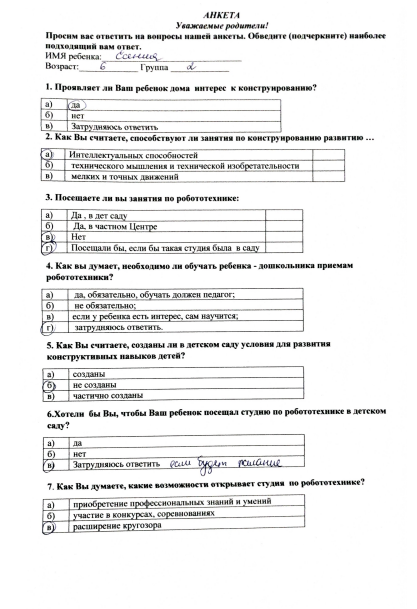 АНКЕТА
Уважаемые родители!
Просим вас ответить на вопросы нашей анкеты. Обведите (подчеркните) наиболее
подходящий вам ответ.
ИМЯ ребенка: Есения
Возраст: 6 Группа 2
1. Проявляет ли Ваш ребенок дома интерес к конструированию?
а) да
б) нет
в) Затрудняюсь ответить
2. Как Вы считаете, способствуют ли занятия по конструированию развитию …
а) Интеллектуальных способностей
б) технического мышления и технической изобретательности
в) мелких и точных движений
3. Посещаете ли вы занятия по робототехнике:
а) Да , в дет саду
б) Да, в частном Центре
в) Нет
г) Посещали бы, если бы такая студия была в саду
4. Как вы думает, необходимо ли обучать ребенка - дошкольника приемам
робототехники?
а) да, обязательно, обучать должен педагог;
б) не обязательно;
в) если у ребенка есть интерес, сам научится;
г) затрудняюсь ответить.
5. Как Вы считаете, созданы ли в детском саду условия для развития
конструктивных навыков детей?
а) созданы
б) не созданы
в) частично созданы
6.Хотели бы Вы, чтобы Ваш ребенок посещал студию по робототехнике в детском
саду?
а) да
б) нет
в) Затрудняюсь ответить если будет желание
7. Как Вы думаете, какие возможности открывает студия по робототехнике?
а) приобретение профессиональных знаний и умений
б) участие в конкурсах, соревнованиях
в) расширение кругозора